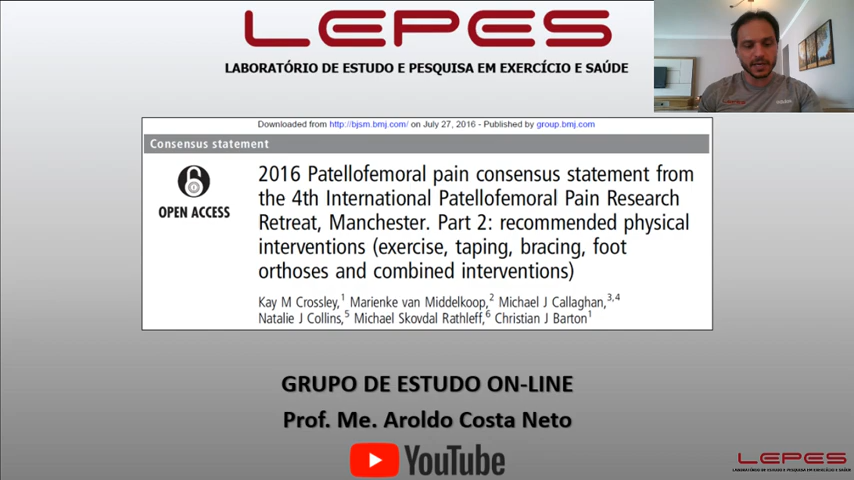 LEPES
LABORATÓRIO DE ESTUDO E PESQUISA EM EXERCÍCIO E SAÚDE
Downloaded from http://bjsm.bmj.com/ on July 27, 2016 - Published by group.bmj.com
Consensus statement
OPEN ACCESS
2016 Patellofemoral pain consensus statement from
the 4th International Patellofemoral Pain Research
Retreat, Manchester. Part 2: recommended physical
interventions (exercise, taping, bracing, foot
orthoses and combined interventions)
Kay M Crossley,1 Marienke van Middelkoop,2 Michael J Callaghan,3,4
Natalie J Collins,5 Michael Skovdal Rathleff,6 Christian J Barton1
GRUPO DE ESTUDO ON-LINE
Prof. Me. Aroldo Costa Neto
YouTube
LEPES
LABORATÓRIO DE ESTUDO E PESQUISA EM EXERCÍCIO E SAÚDE